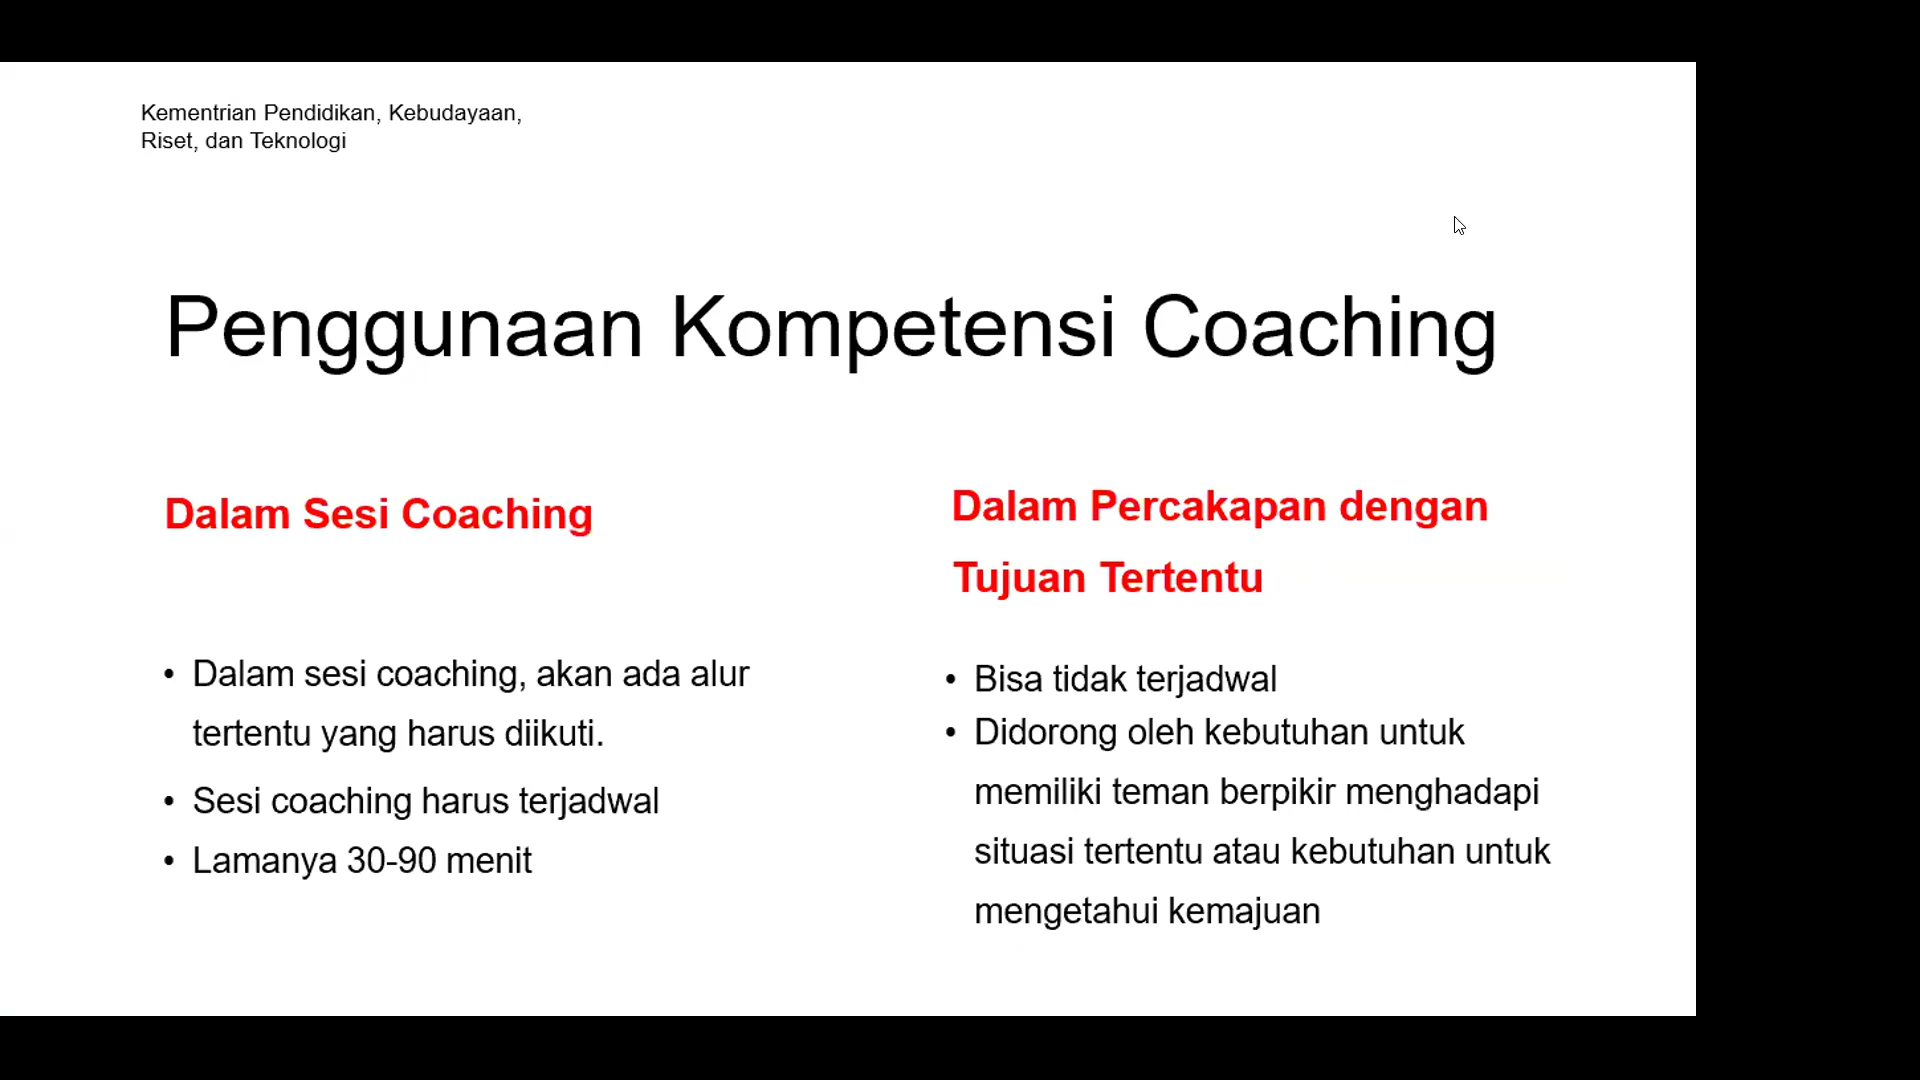 Kementrian Pendidikan, Kebudayaan,
Riset, dan Teknologi
Penggunaan Kompetensi Coaching
Dalam Sesi Coaching
• Dalam sesi coaching, akan ada alur
tertentu yang harus diikuti.
• Sesi coaching harus terjadwal
• Lamanya 30-90 menit
Dalam Percakapan dengan
Tujuan Tertentu
• Bisa tidak terjadwal
• Didorong oleh kebutuhan untuk
memiliki teman berpikir menghadapi
situasi tertentu atau kebutuhan untuk
mengetahui kemajuan